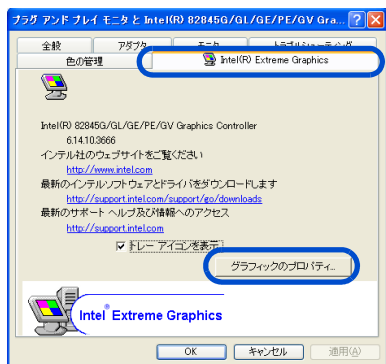 プラグ アンド プレイ モニタ と Intel(R) 82845G/GL/GE/PE/GV Gra...
全般
アダプタ
モニタ
トラブルシューティング
色の管理
Intel(R) Extreme Graphics
Intel(R) 82845G/GL/GE/PE/GV Graphics Controller
6.14.10.3666
インテル社のウェブサイトをご覧ください
http://www.intel.com
最新のインテルソフトウェアとドライバをダウンロードします
http://support.intel.com/support/go/downloads
最新のサポート ヘルプ及び情報へのアクセス
http://support.intel.com
トレー アイコンを表示
グラフィックのプロパティ...
Intel® Extreme Graphics
OK
キャンセル
適用(A)